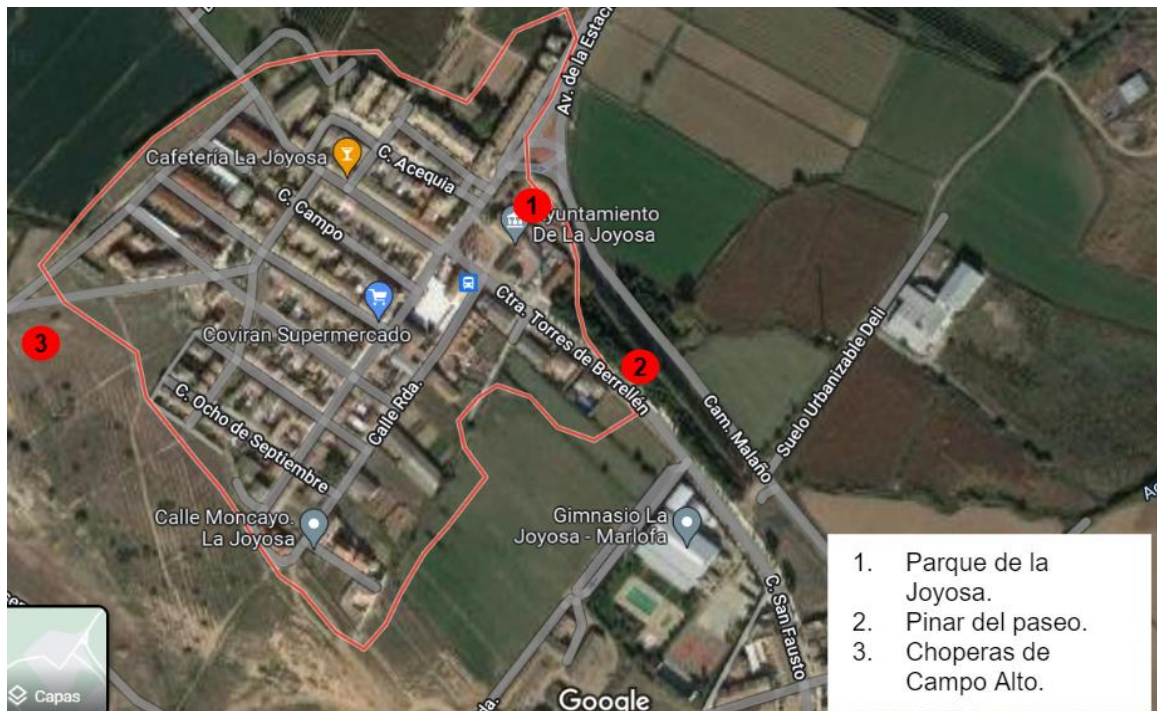 Av. de la Estaci
Cafetería La Joyosa
C. Acequia
C. Campo
1
Ayuntamiento
De La Joyosa
Coviran Supermercado
Ctra. Torres de Berrellén
3
2
C. Ocho de Septiembre
Calle Rda.
Cam. Malaño
Suelo Urbanizable Deli
Calle Moncayo.
La Joyosa
Gimnasio La
Joyosa - Marlofa
C. San Fausto
Capas
Google
1. Parque de la
Joyosa.
2. Pinar del paseo.
3. Choperas de
Campo Alto.